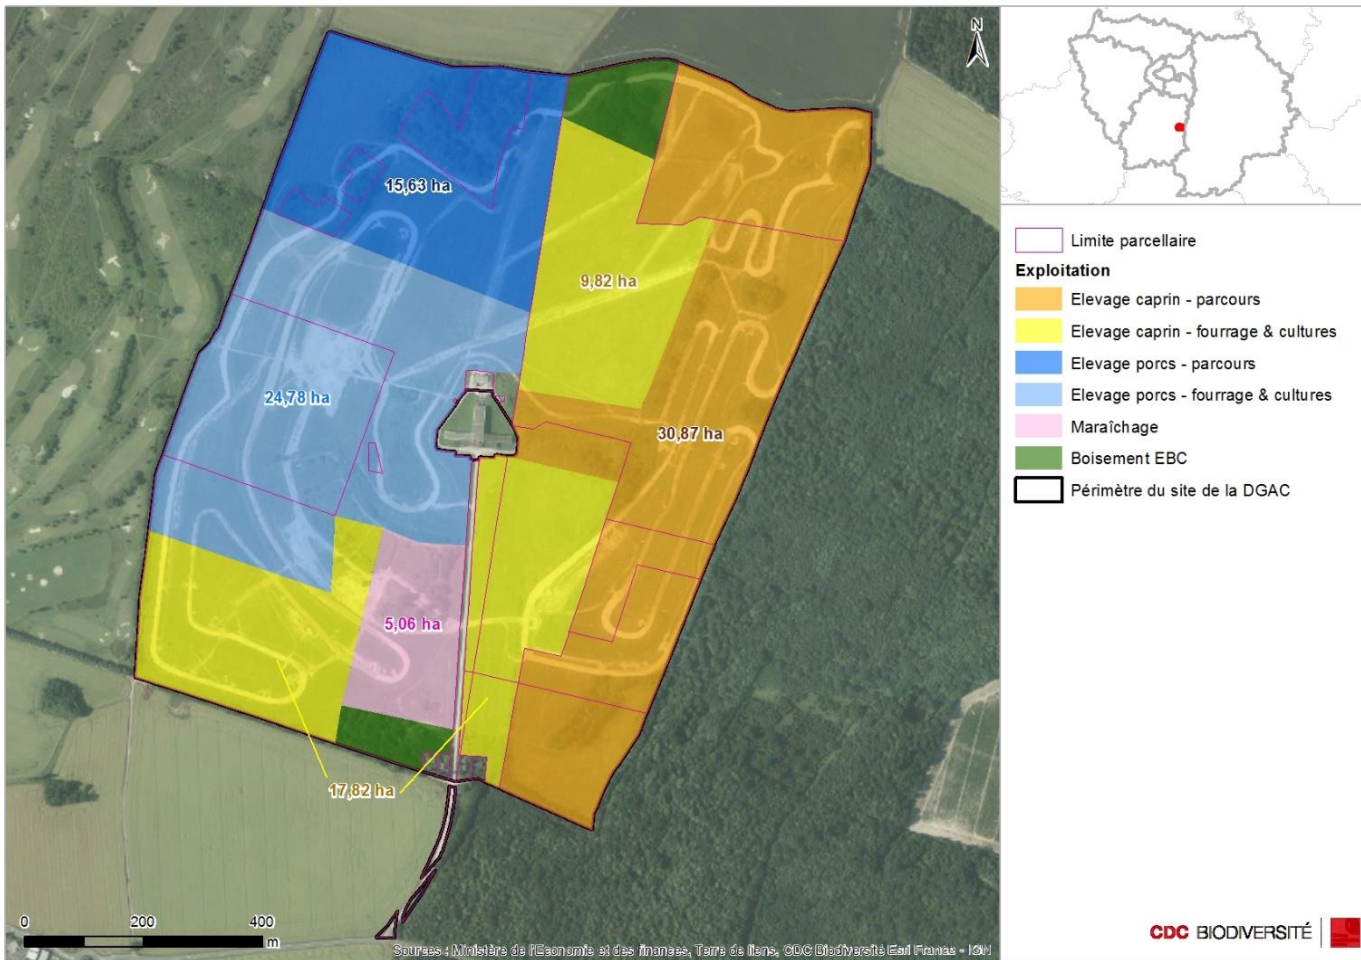 N
15,63 ha
9,82 ha
24,78 ha
30,87 ha
5,06 ha
17,82 ha
0 200 400
m
Sources : Ministère de l'Economie et des finances, Terre de liens, CDC Biodiversité Esri France - IGN
Limite parcellaire
Exploitation
Elevage caprin - parcours
Elevage caprin - fourrage & cultures
Elevage porcs - parcours
Elevage porcs - fourrage & cultures
Maraîchage
Boisement EBC
Périmètre du site de la DGAC
CDC BIODIVERSITÉ